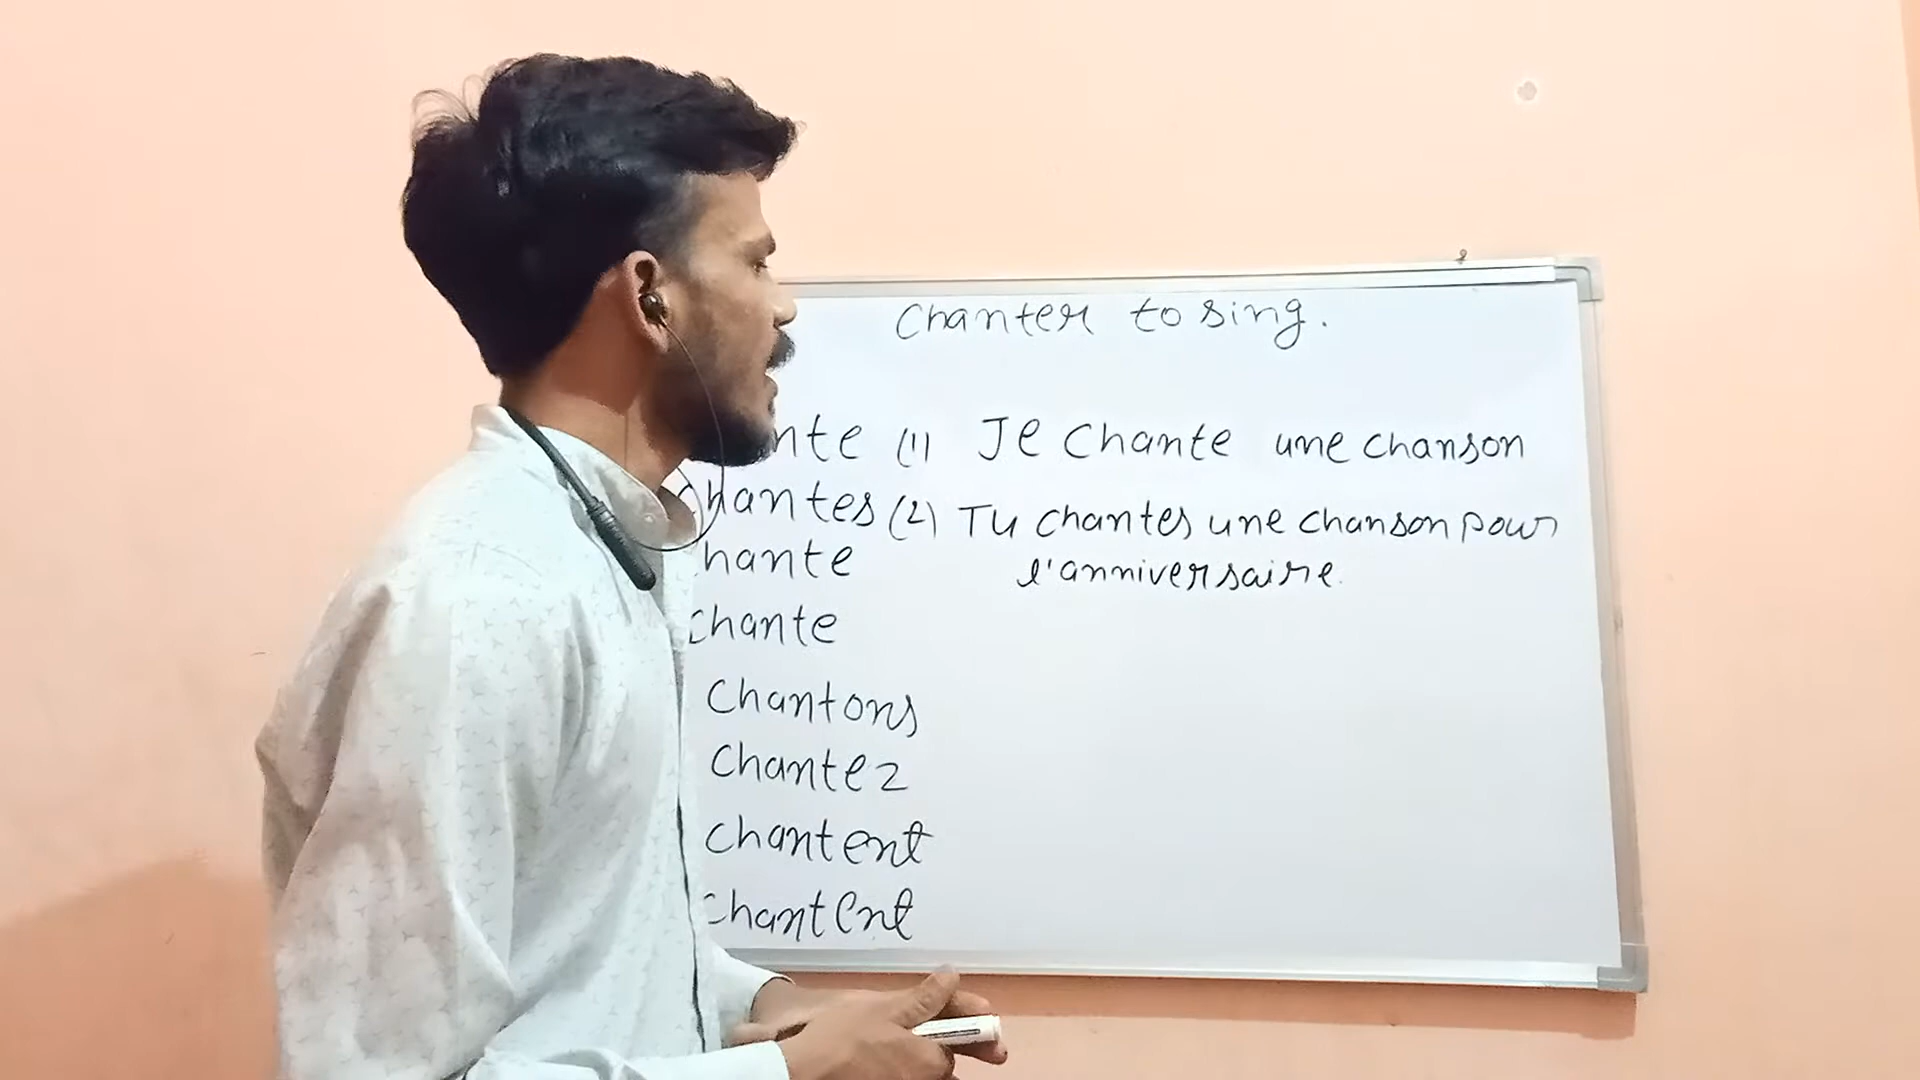 Chanter to sing.
nte (1) Je chante une chanson
chantes (2) Tu chantes une chanson pour
l'anniversaire.
hante
chante
Chantons
Chantez
chantent
chantent